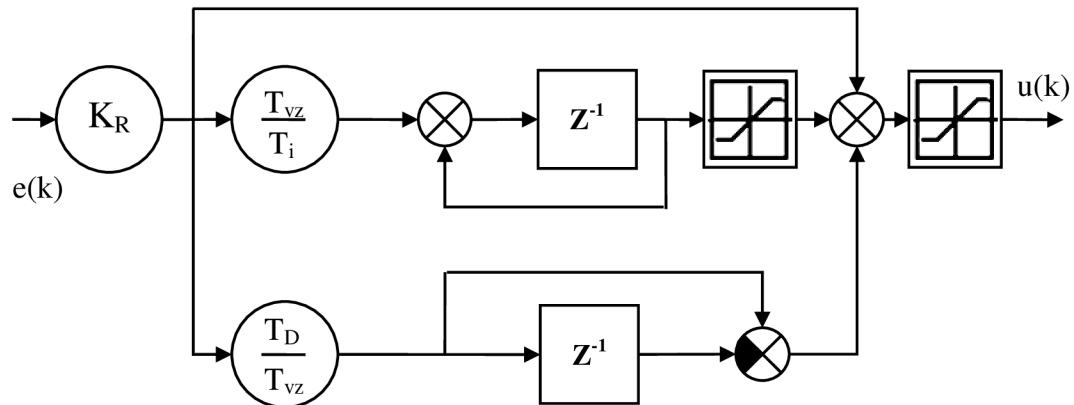 K_R
e(k)
T_vz
T_i
Z^-1
u(k)
T_D
T_vz
Z^-1